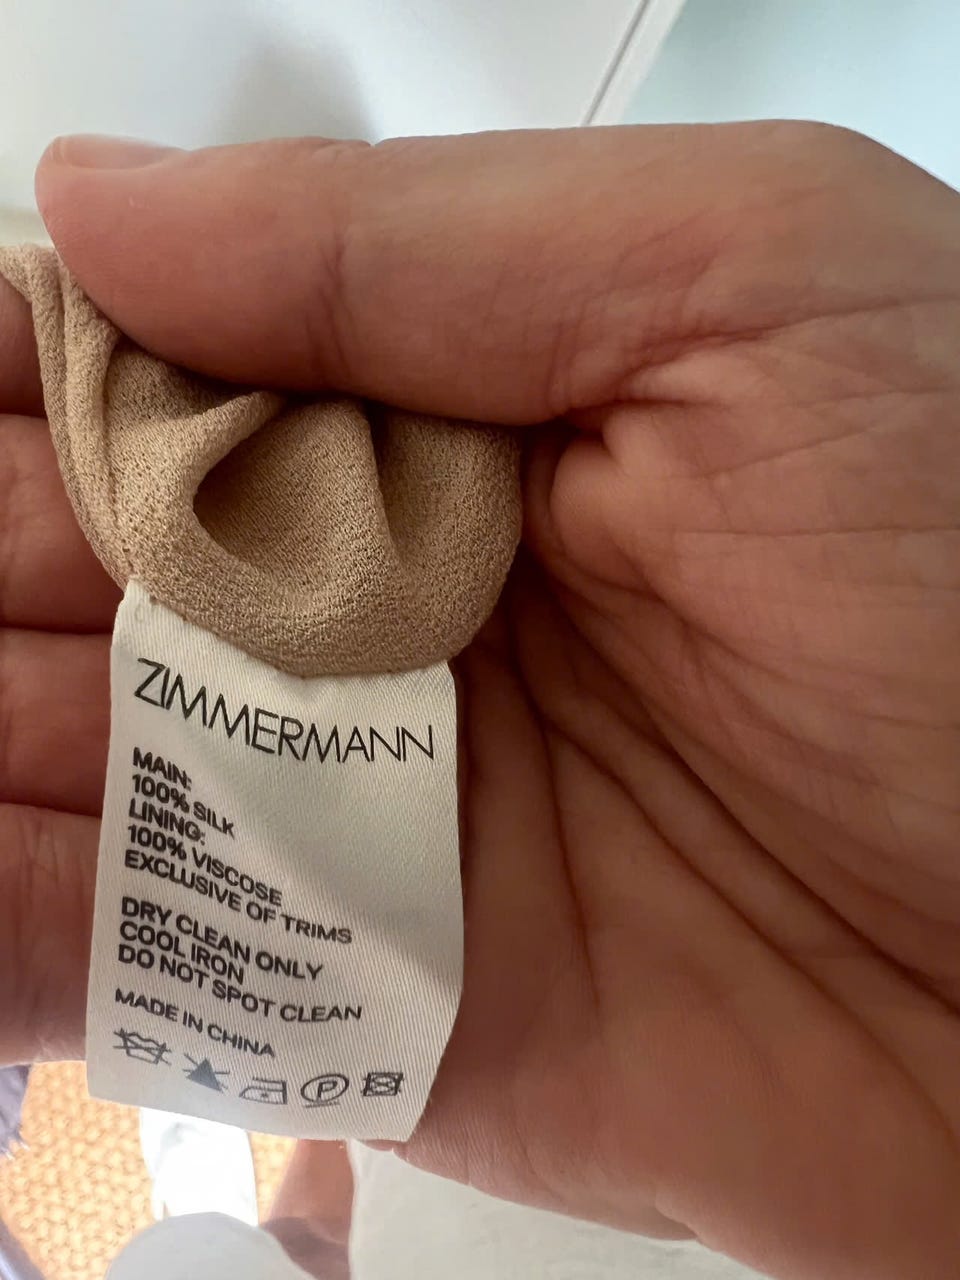 ZIMMERMANN
MAIN:
100% SILK
LINING:
100% VISCOSE
EXCLUSIVE OF TRIMS
DRY CLEAN ONLY
COOL IRON
DO NOT SPOT CLEAN
MADE IN CHINA
P